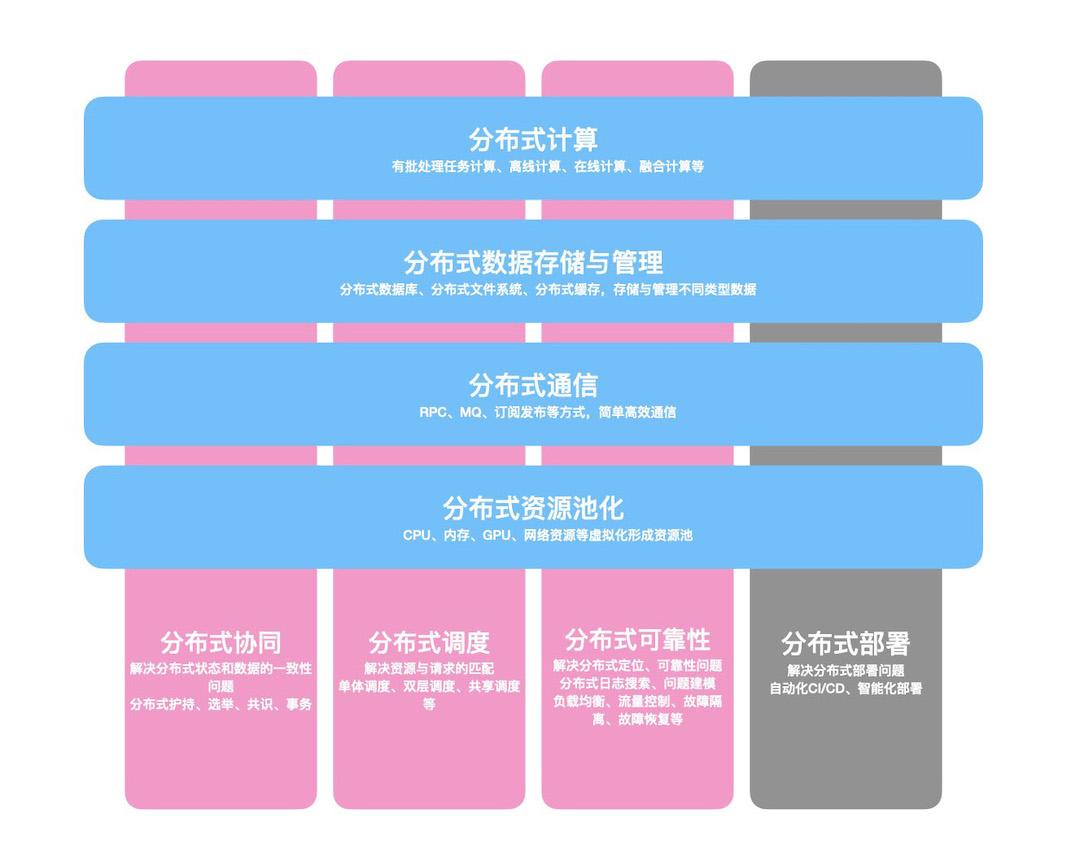 分布式计算
有批处理任务计算、离线计算、在线计算、融合计算等
分布式数据存储与管理
分布式数据库、分布式文件系统、分布式缓存，存储与管理不同类型数据
分布式通信
RPC、MQ、订阅发布等方式，简单高效通信
分布式资源池化
CPU、内存、GPU、网络资源等虚拟化形成资源池
分布式协同
解决分布式状态和数据的一致性
问题
分布式护持、选举、共识、事务
分布式调度
解决资源与请求的匹配
单体调度、双层调度、共享调度
等
分布式可靠性
解决分布式定位、可靠性问题
分布式日志搜索、问题建模
负载均衡、流量控制、故障隔
离、故障恢复等
分布式部署
解决分布式部署问题
自动化CI/CD、智能化部署